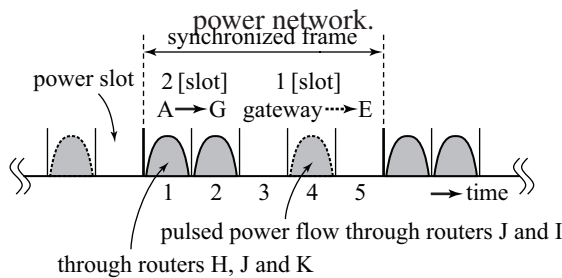 power network.
synchronized frame
power slot
2 [slot]
1 [slot]
A → G
gateway ⇢ E
1 2 3 4 5
→ time
pulsed power flow through routers J and I
through routers H, J and K